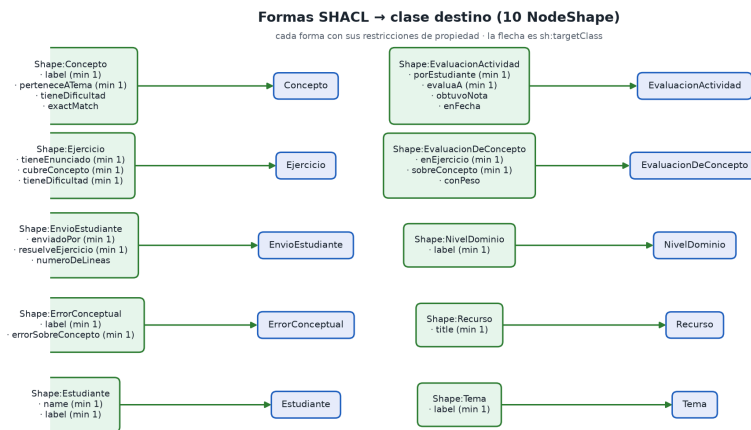 Formas SHACL → clase destino (10 NodeShape)
cada forma con sus restricciones de propiedad · la flecha es sh:targetClass
Shape:Concepto
· label (min 1)
· perteneceATema (min 1)
· tieneDificultad
· exactMatch
Concepto
Shape:EvaluacionActividad
· porEstudiante (min 1)
· evaluaA (min 1)
· obtuvoNota
· enFecha
EvaluacionActividad
Shape:Ejercicio
· tieneEnunciado (min 1)
· cubreConcepto (min 1)
· tieneDificultad (min 1)
Ejercicio
Shape:EvaluacionDeConcepto
· enEjercicio (min 1)
· sobreConcepto (min 1)
· conPeso
EvaluacionDeConcepto
Shape:EnvioEstudiante
· enviadoPor (min 1)
· resuelveEjercicio (min 1)
· numeroDeLineas
EnvioEstudiante
Shape:NivelDominio
· label (min 1)
NivelDominio
Shape:ErrorConceptual
· label (min 1)
· errorSobreConcepto (min 1)
ErrorConceptual
Shape:Recurso
· title (min 1)
Recurso
Shape:Estudiante
· name (min 1)
· label (min 1)
Estudiante
Shape:Tema
· label (min 1)
Tema